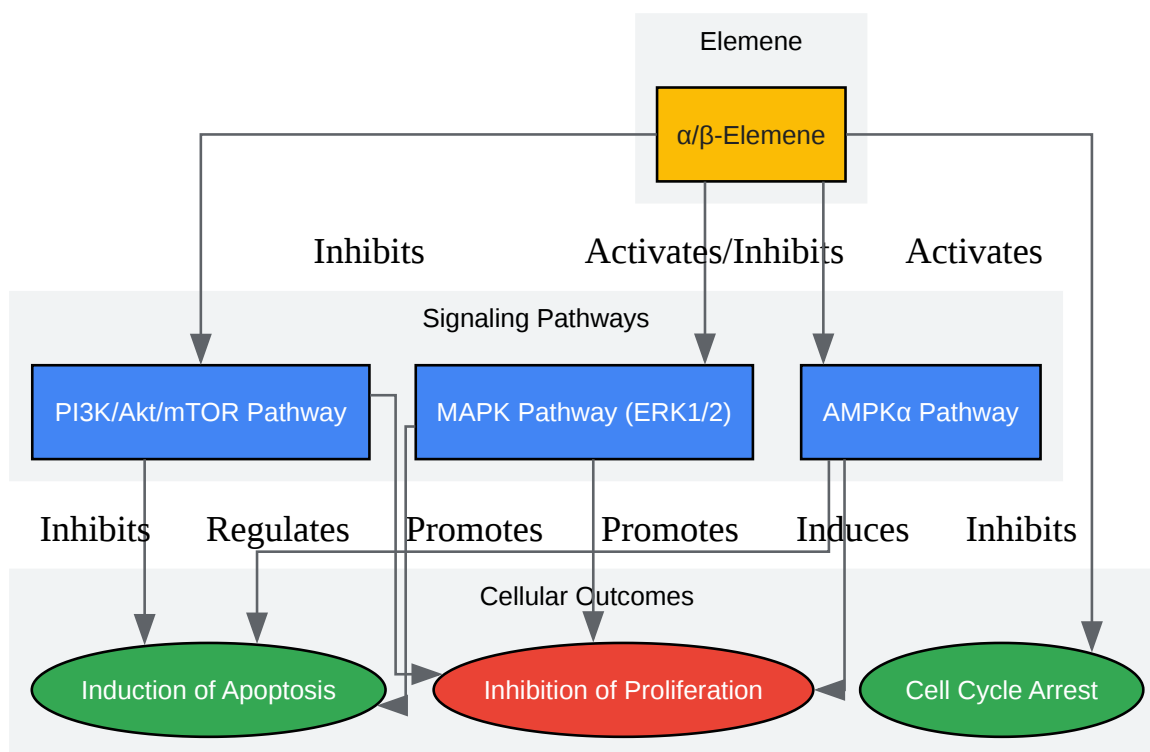 Elemene
α/β-Elemene
Inhibits
Activates/Inhibits
Activates
Signaling Pathways
PI3K/Akt/mTOR Pathway
MAPK Pathway (ERK1/2)
AMPKα Pathway
Inhibits
Regulates
Promotes
Promotes
Induces
Inhibits
Cellular Outcomes
Induction of Apoptosis
Inhibition of Proliferation
Cell Cycle Arrest